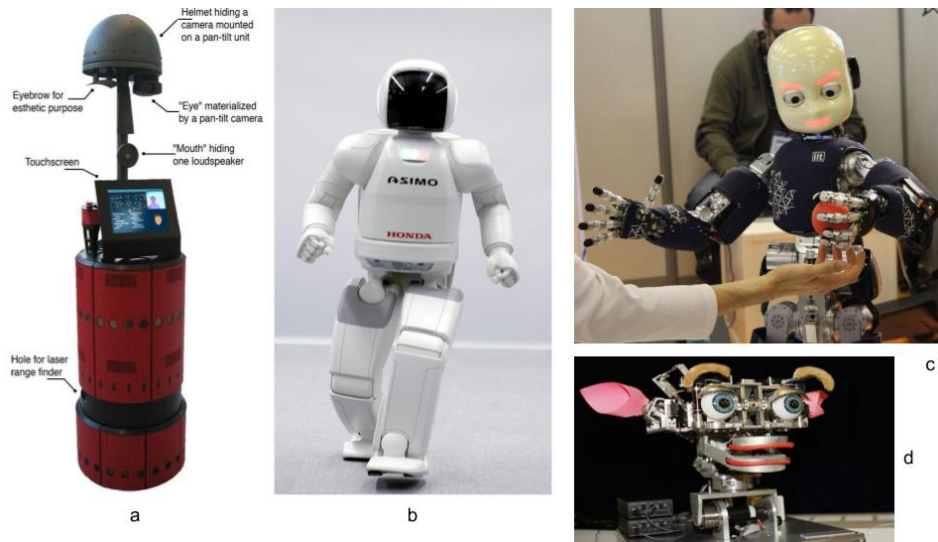 Helmet hiding a
camera mounted
on a pan-tilt unit
Eyebrow for
esthetic purpose
"Eye" materialized
by a pan-tilt camera
"Mouth" hiding
one loudspeaker
Touchscreen
Hole for laser
range finder
a
ASIMO
HONDA
b
iit
c
d